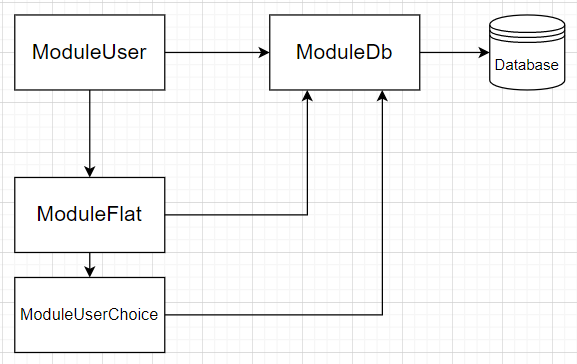 ModuleUser
ModuleDb
Database
ModuleFlat
ModuleUserChoice